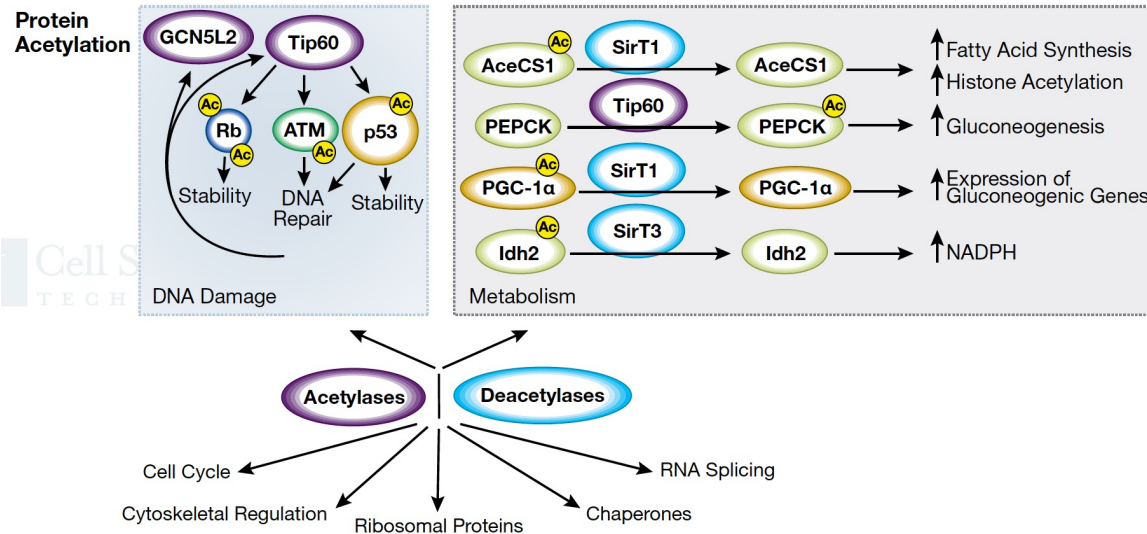 Protein
Acetylation
GCN5L2
Tip60
Ac
Ac
Rb
Ac
ATM
Ac
p53
Stability
DNA
Repair
Stability
DNA Damage
Ac
AceCS1
SirT1
AceCS1
Fatty Acid Synthesis
Histone Acetylation
PEPCK
Tip60
Ac
PEPCK
Gluconeogenesis
Ac
PGC-1α
SirT1
PGC-1α
Expression of
Gluconeogenic Genes
Ac
Idh2
SirT3
Idh2
NADPH
Metabolism
Cell S
TECH
Acetylases
Deacetylases
Cell Cycle
RNA Splicing
Cytoskeletal Regulation
Ribosomal Proteins
Chaperones